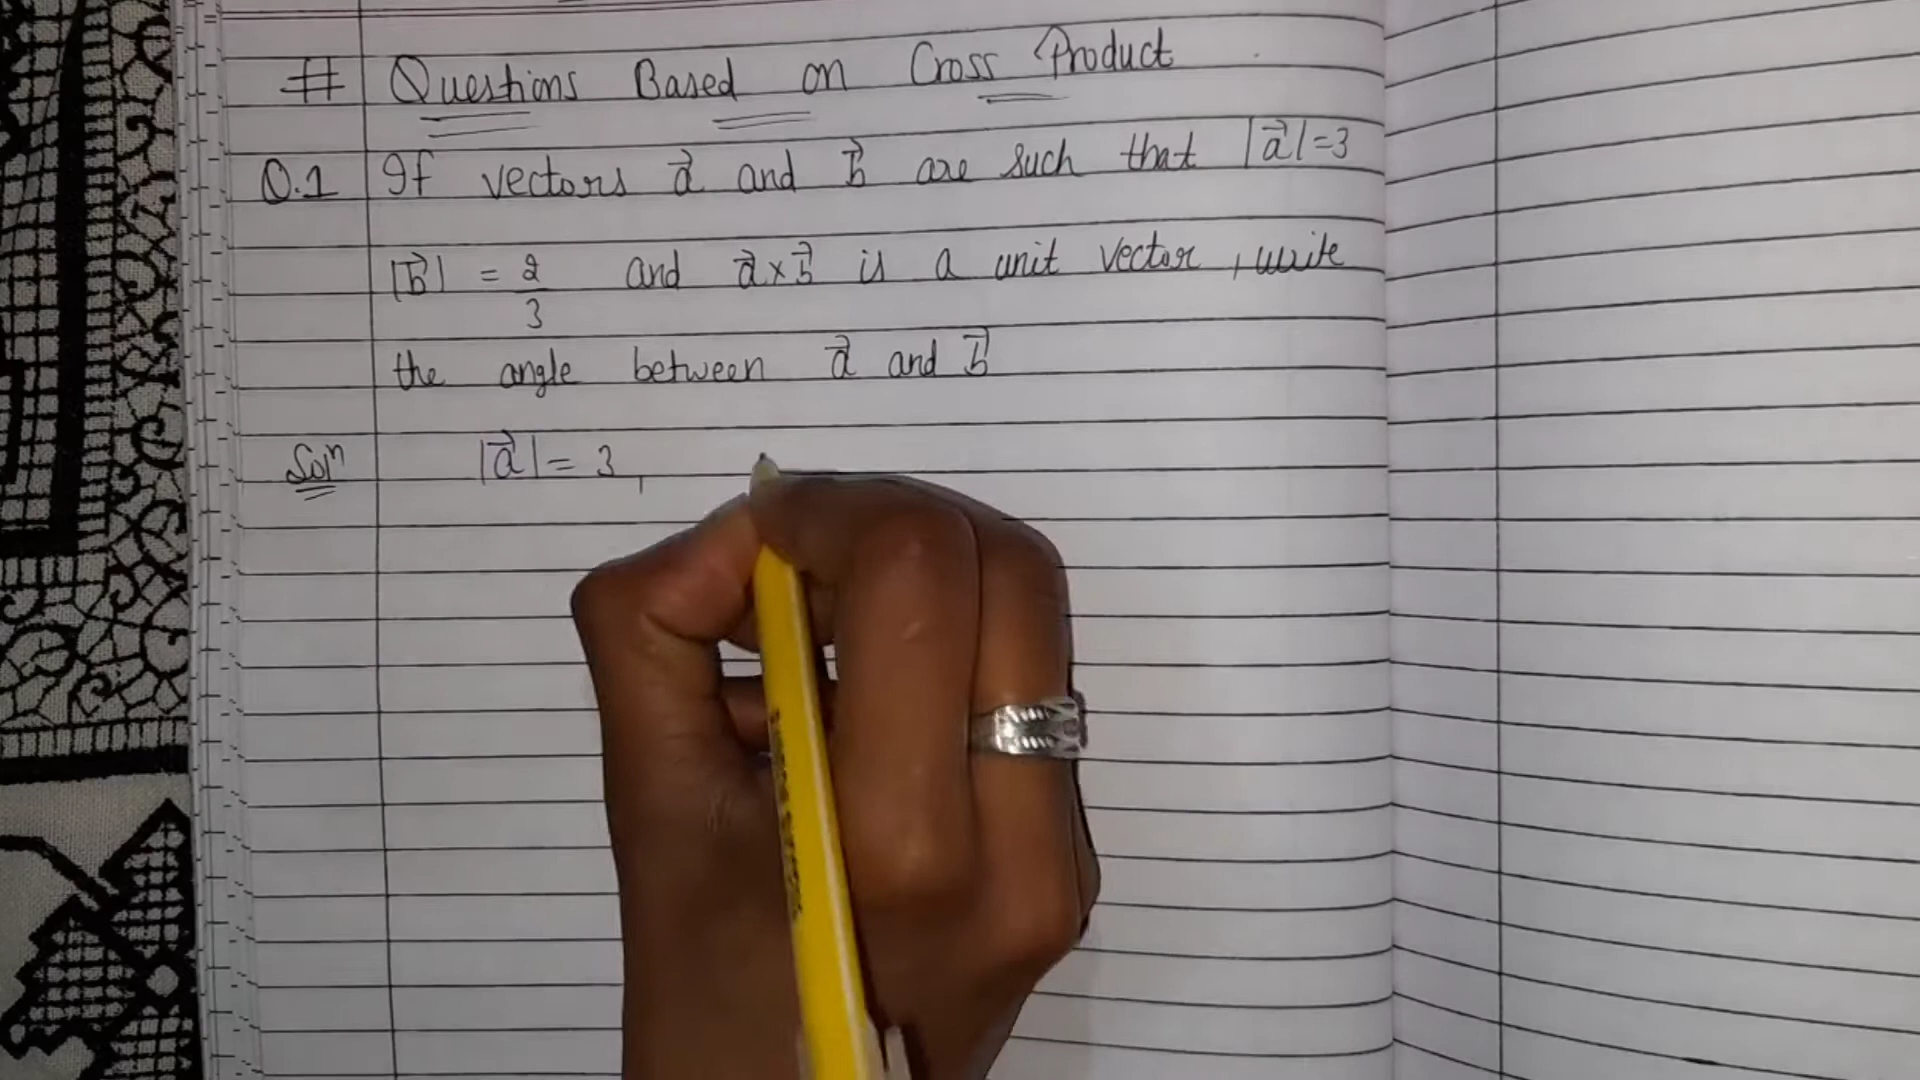 # Questions Based on Cross Product
Q.1 If vectors a⃗ and b⃗ are such that |a⃗|=3
|b⃗| = 2/3 and a⃗×b⃗ is a unit vector, write
the angle between a⃗ and b⃗
Solⁿ |a⃗| = 3,